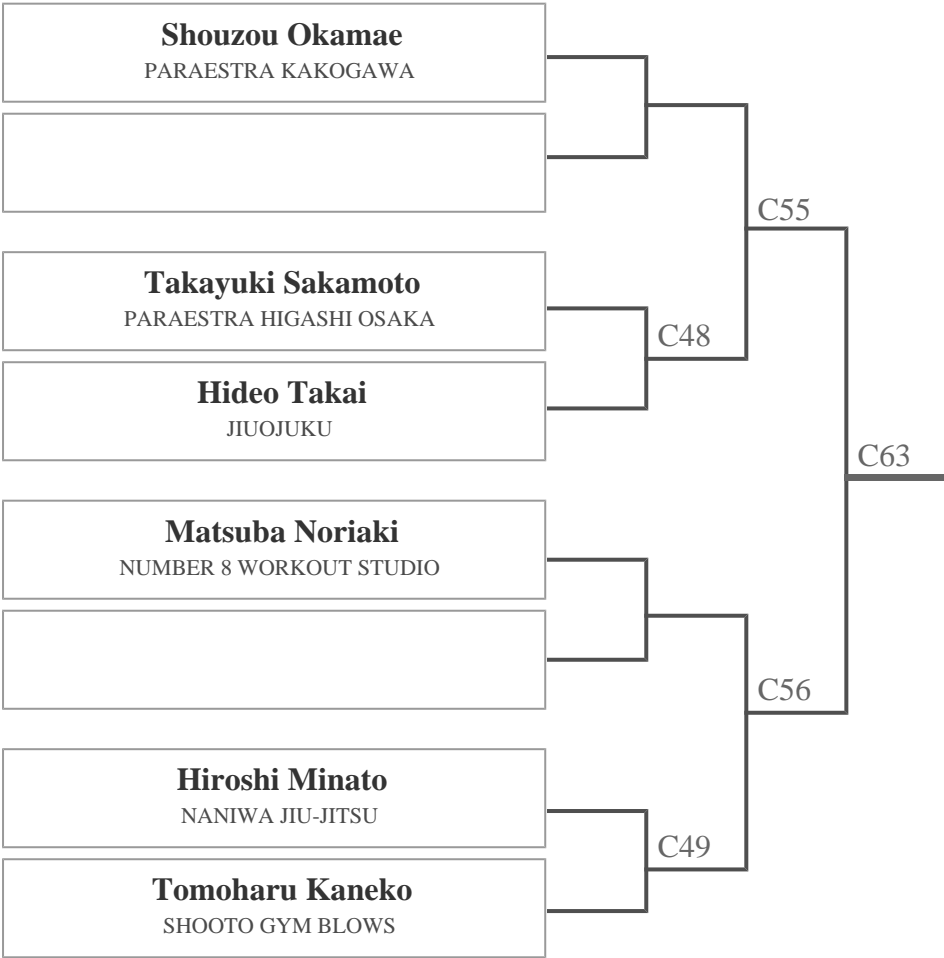 Shouzou Okamae
PARAESTRA KAKOGAWA
C55
Takayuki Sakamoto
PARAESTRA HIGASHI OSAKA
C48
Hideo Takai
JIUOJUKU
C63
Matsuba Noriaki
NUMBER 8 WORKOUT STUDIO
C56
Hiroshi Minato
NANIWA JIU-JITSU
C49
Tomoharu Kaneko
SHOOTO GYM BLOWS